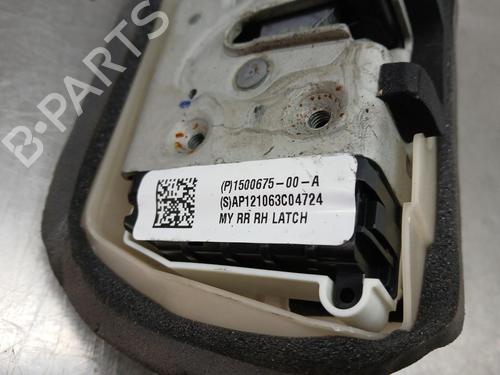 B-PARTS
(P)1500675-00-A
(S)AP121063C04724
MY RR RH LATCH